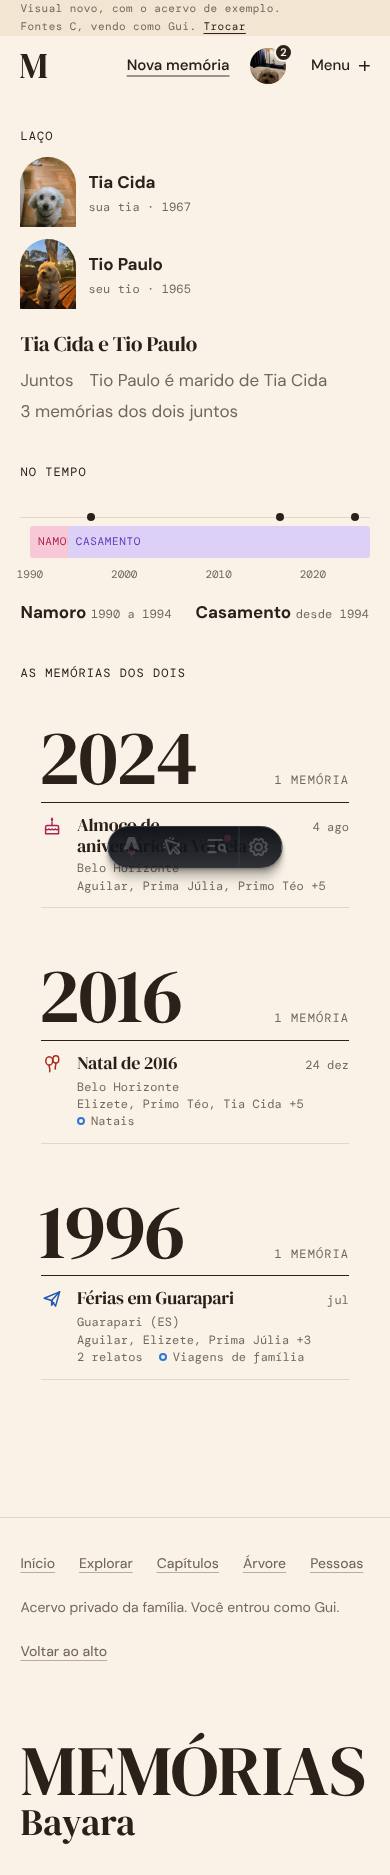 Visual novo, com o acervo de exemplo.
Fontes C, vendo como Gui. Trocar
M
Nova memória
2
Menu +
LAÇO
Tia Cida
sua tia · 1967
Tio Paulo
seu tio · 1965
Tia Cida e Tio Paulo
Juntos Tio Paulo é marido de Tia Cida
3 memórias dos dois juntos
NO TEMPO
NAMO CASAMENTO
1990 2000 2010 2020
Namoro 1990 a 1994 Casamento desde 1994
AS MEMÓRIAS DOS DOIS
2024 1 MEMÓRIA
Almoço de 4 ago
Belo Horizonte
Aguilar, Prima Júlia, Primo Téo +5
2016 1 MEMÓRIA
Natal de 2016 24 dez
Belo Horizonte
Elizete, Primo Téo, Tia Cida +5
Natais
1996 1 MEMÓRIA
Férias em Guarapari jul
Guarapari (ES)
Aguilar, Elizete, Prima Júlia +3
2 relatos Viagens de família
Início Explorar Capítulos Árvore Pessoas
Acervo privado da família. Você entrou como Gui.
Voltar ao alto
MEMÓRIAS
Bayara